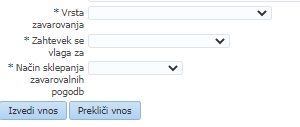 * Vrsta
zavarovanja
* Zahtevek se
vlaga za
* Način sklepanja
zavarovalnih
pogodb
Izvedi vnos Prekliči vnos